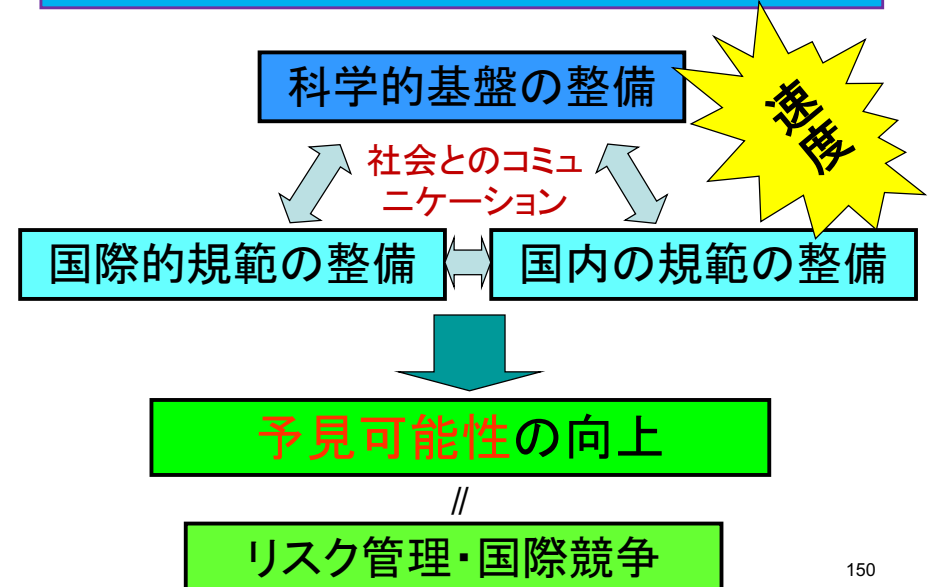 科学的基盤の整備
速度
社会とのコミュ
ニケーション
国際的規範の整備
国内の規範の整備
予見可能性の向上
//
リスク管理・国際競争
150